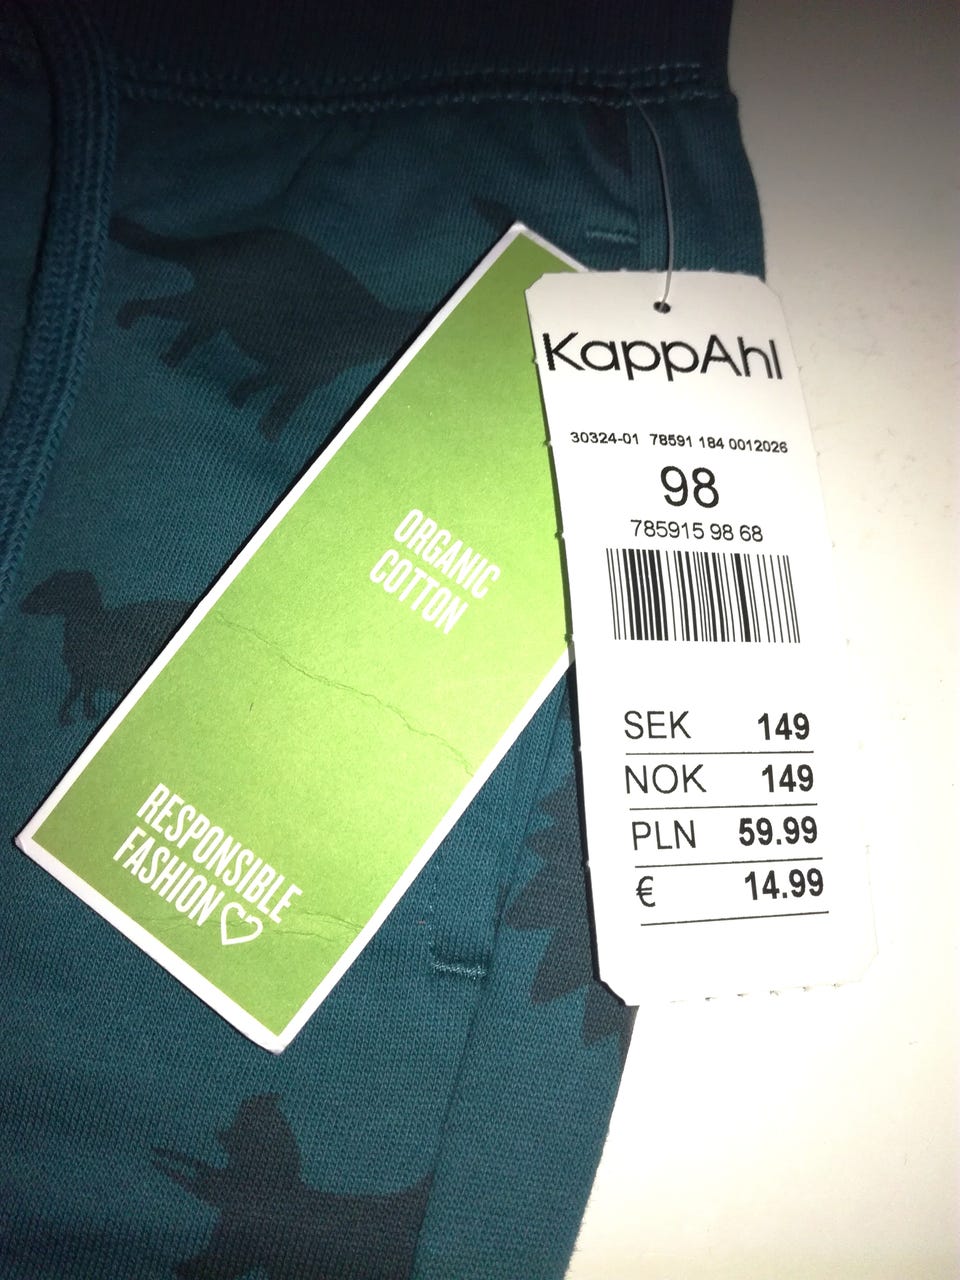 KappAhl
30324-01 78591 184 0012026
98
785915 98 68
SEK 149
NOK 149
PLN 59.99
€ 14.99
ORGANIC
COTTON
RESPONSIBLE
FASHION